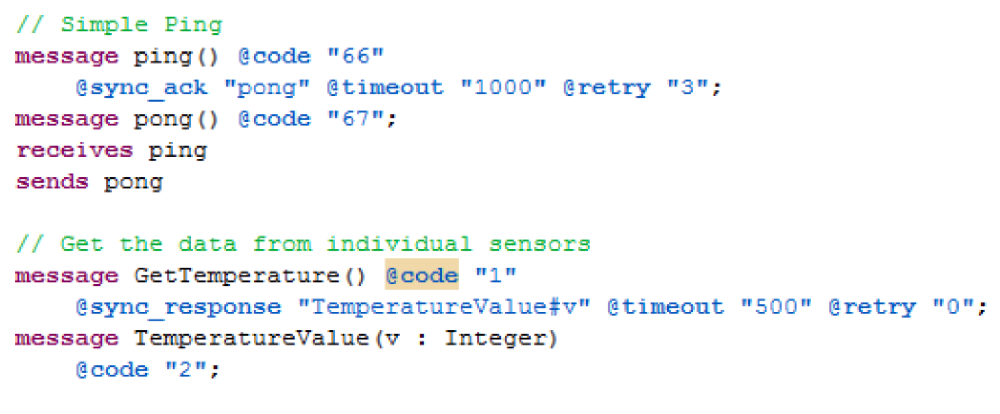 // Simple Ping
message ping() @code "66"
@sync_ack "pong" @timeout "1000" @retry "3";
message pong() @code "67";
receives ping
sends pong
// Get the data from individual sensors
message GetTemperature() @code "1"
@sync_response "TemperatureValue#v" @timeout "500" @retry "0";
message TemperatureValue(v : Integer)
@code "2";